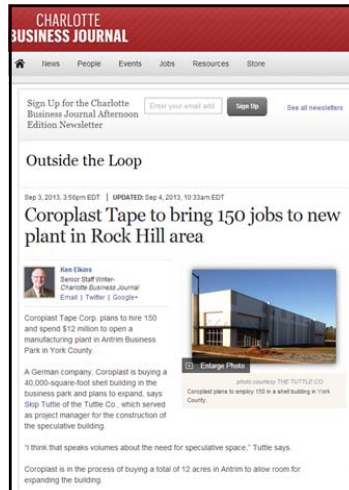 CHARLOTTE
BUSINESS JOURNAL
News People Events Jobs Resources Store
Sign Up for the Charlotte
Business Journal Afternoon
Edition Newsletter
Enter your email add
Sign Up
See all newsletters
Outside the Loop
Sep 3, 2013, 3:56pm EDT | UPDATED: Sep 4, 2013, 10:33am EDT
Coroplast Tape to bring 150 jobs to new
plant in Rock Hill area
Ken Elkins
Senior Staff Writer-
Charlotte Business Journal
Email | Twitter | Google+
Coroplast Tape Corp. plans to hire 150
and spend $12 million to open a
manufacturing plant in Antrim Business
Park in York County.
Enlarge Photo
photo courtesy THE TUTTLE CO
Coroplast plans to employ 150 in a shell building in York
County.
A German company, Coroplast is buying a
40,000-square-foot shell building in the
business park and plans to expand, says
Skip Tuttle of the Tuttle Co., which served
as project manager for the construction of
the speculative building.
"I think that speaks volumes about the need for speculative space," Tuttle says.
Coroplast is in the process of buying a total of 12 acres in Antrim to allow room for
expanding the building.